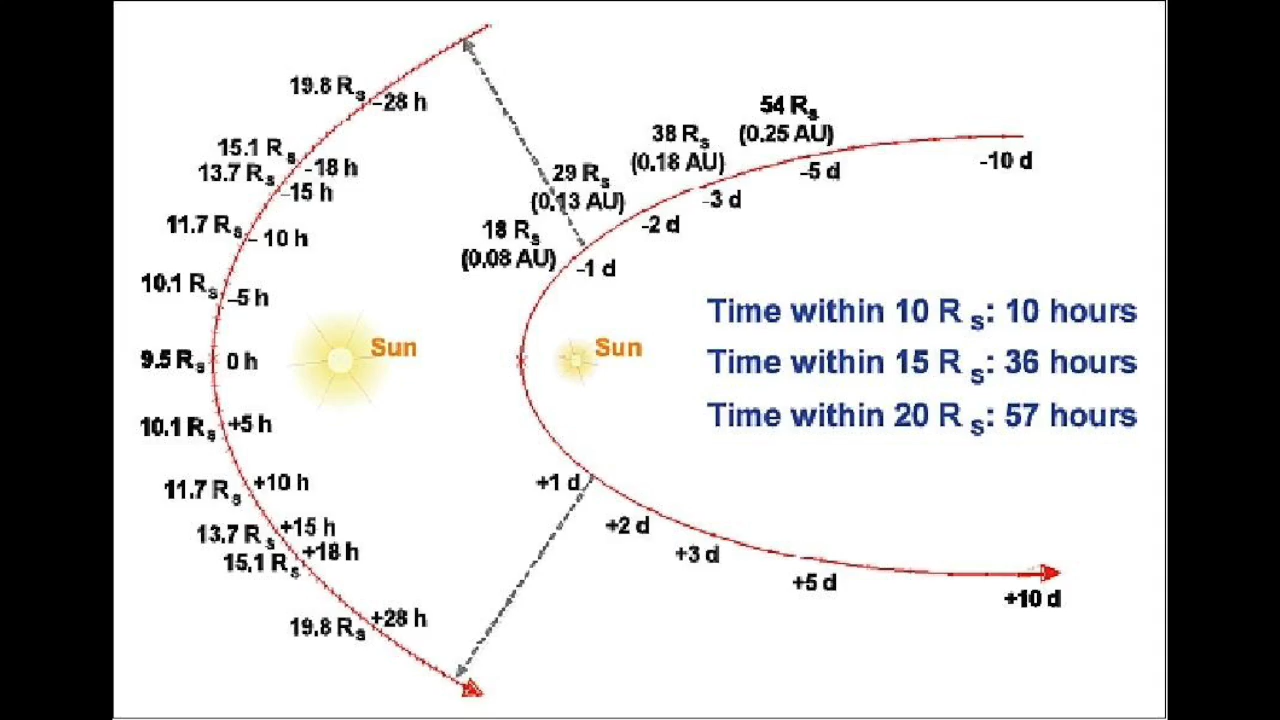 19.8 Rs
–28 h
15.1 Rs
–18 h
13.7 Rs
–15 h
11.7 Rs
– 10 h
10.1 Rs
–5 h
9.5 Rs
0 h
10.1 Rs
+5 h
11.7 Rs
+10 h
13.7 Rs
+15 h
15.1 Rs
+18 h
19.8 Rs
+28 h
Sun
54 Rs
(0.25 AU)
38 Rs
(0.18 AU)
29 Rs
(0.13 AU)
18 Rs
(0.08 AU)
-10 d
-5 d
-3 d
-2 d
-1 d
Sun
+1 d
+2 d
+3 d
+5 d
+10 d
Time within 10 R s: 10 hours
Time within 15 R s: 36 hours
Time within 20 R s: 57 hours